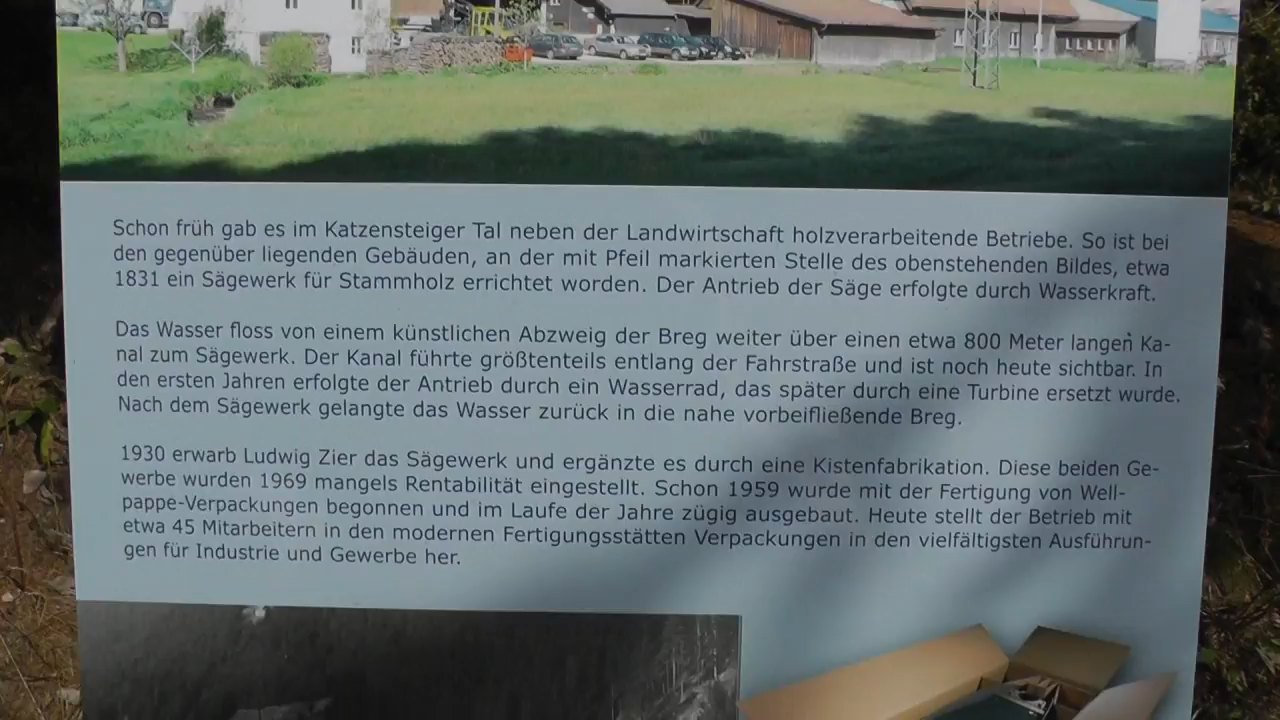 Schon früh gab es im Katzensteiger Tal neben der Landwirtschaft holzverarbeitende Betriebe. So ist bei
den gegenüber liegenden Gebäuden, an der mit Pfeil markierten Stelle des obenstehenden Bildes, etwa
1831 ein Sägewerk für Stammholz errichtet worden. Der Antrieb der Säge erfolgte durch Wasserkraft.
Das Wasser floss von einem künstlichen Abzweig der Breg weiter über einen etwa 800 Meter langen Ka-
nal zum Sägewerk. Der Kanal führte größtenteils entlang der Fahrstraße und ist noch heute sichtbar. In
den ersten Jahren erfolgte der Antrieb durch ein Wasserrad, das später durch eine Turbine ersetzt wurde.
Nach dem Sägewerk gelangte das Wasser zurück in die nahe vorbeifließende Breg.
1930 erwarb Ludwig Zier das Sägewerk und ergänzte es durch eine Kistenfabrikation. Diese beiden Ge-
werbe wurden 1969 mangels Rentabilität eingestellt. Schon 1959 wurde mit der Fertigung von Well-
pappe-Verpackungen begonnen und im Laufe der Jahre zügig ausgebaut. Heute stellt der Betrieb mit
etwa 45 Mitarbeitern in den modernen Fertigungsstätten Verpackungen in den vielfältigsten Ausführun-
gen für Industrie und Gewerbe her.